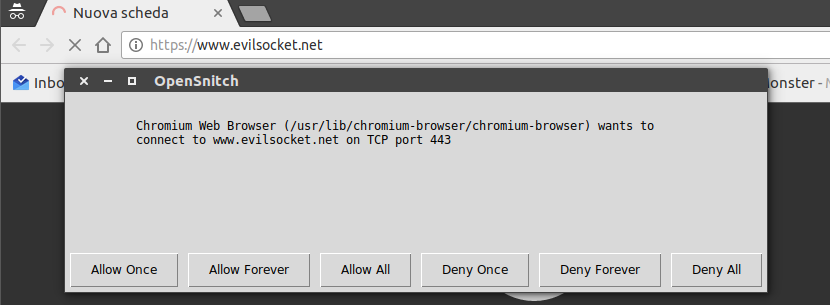 Nuova scheda
https://www.evilsocket.net
Inbo
onster -
OpenSnitch
Chromium Web Browser (/usr/lib/chromium-browser/chromium-browser) wants to
connect to www.evilsocket.net on TCP port 443
Allow Once
Allow Forever
Allow All
Deny Once
Deny Forever
Deny All